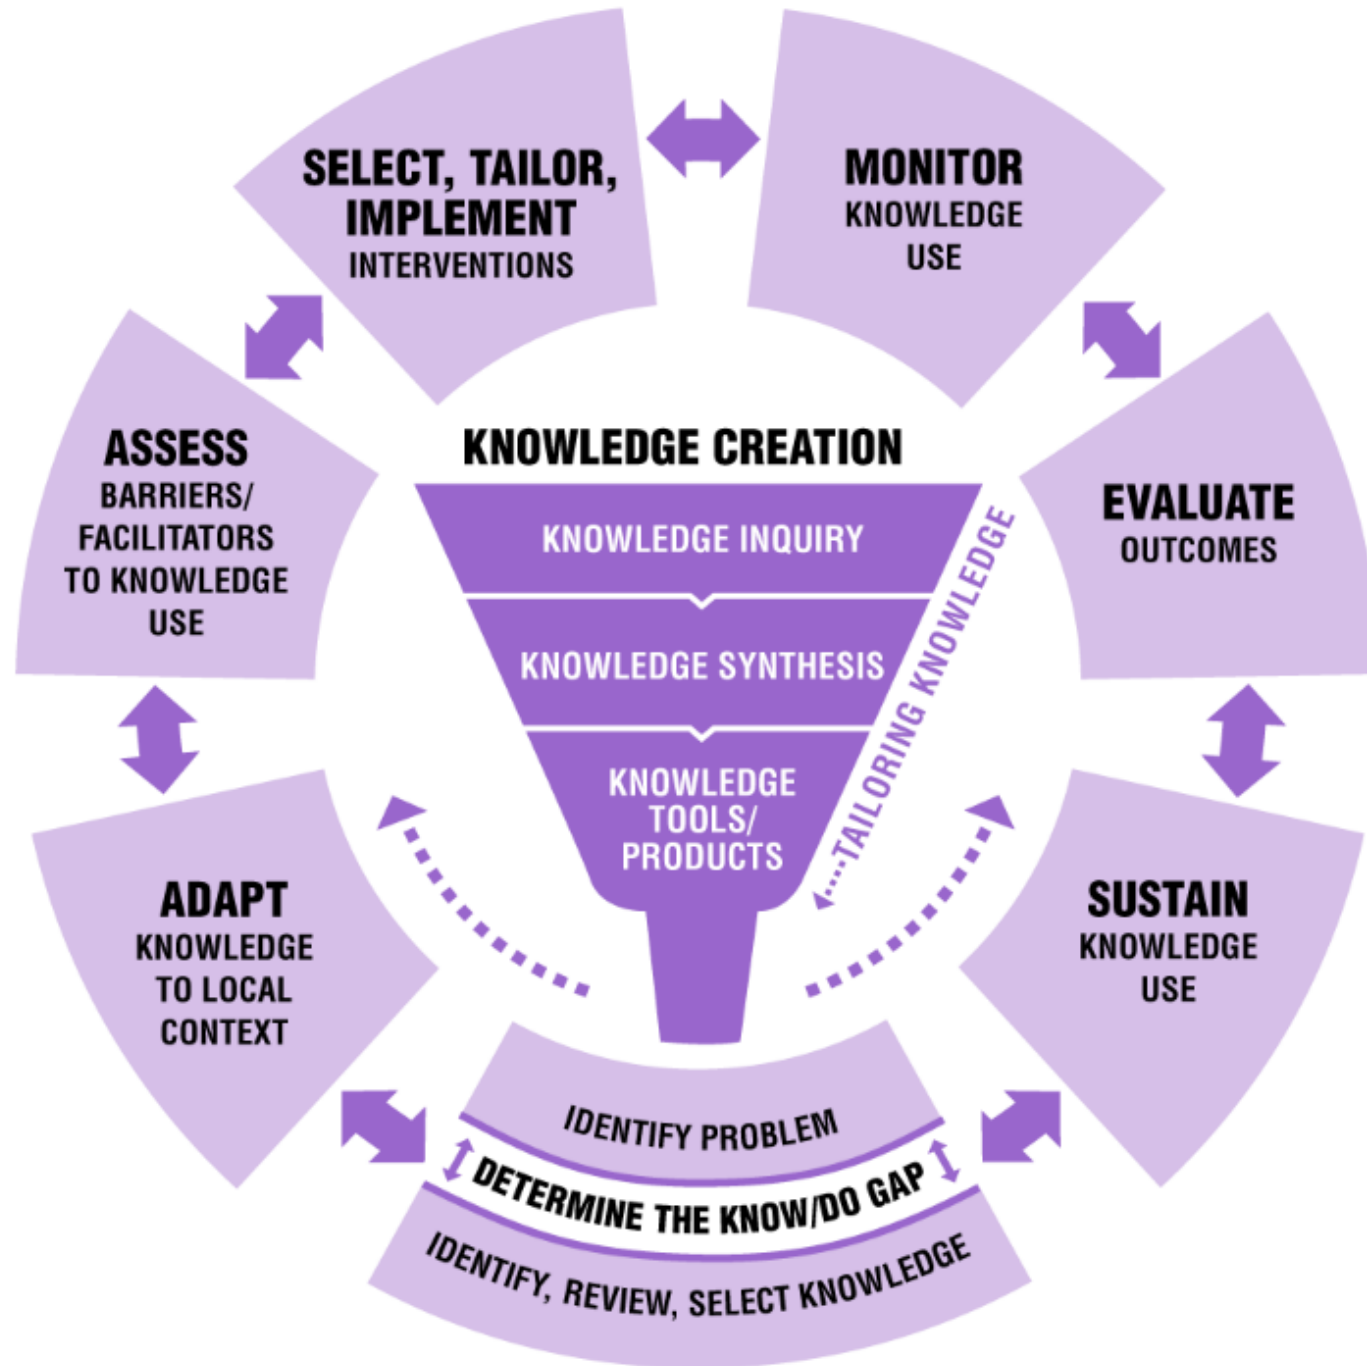 SELECT, TAILOR,
IMPLEMENT
INTERVENTIONS
MONITOR
KNOWLEDGE
USE
ASSESS
BARRIERS/
FACILITATORS
TO KNOWLEDGE
USE
KNOWLEDGE CREATION
KNOWLEDGE INQUIRY
KNOWLEDGE SYNTHESIS
KNOWLEDGE
TOOLS/
PRODUCTS
TAILORING KNOWLEDGE
EVALUATE
OUTCOMES
ADAPT
KNOWLEDGE
TO LOCAL
CONTEXT
SUSTAIN
KNOWLEDGE
USE
IDENTIFY PROBLEM
DETERMINE THE KNOW/DO GAP
IDENTIFY, REVIEW, SELECT KNOWLEDGE